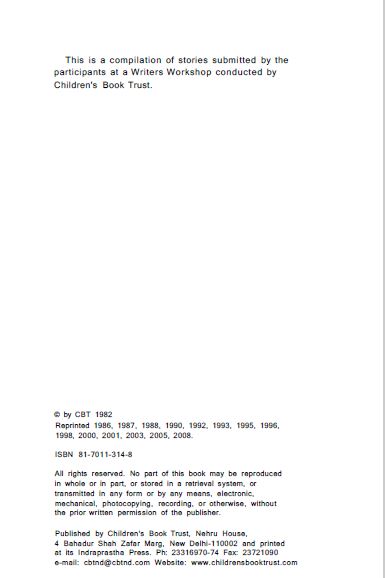 This is a compilation of stories submitted by the
participants at a Writers Workshop conducted by
Children's Book Trust.
© by CBT 1982
Reprinted 1986, 1987, 1988, 1990, 1992, 1993, 1995, 1996,
1998, 2000, 2001, 2003, 2005, 2008.
ISBN 81-7011-314-8
All rights reserved. No part of this book may be reproduced
in whole or in part, or stored in a retrieval system, or
transmitted in any form or by any means, electronic,
mechanical, photocopying, recording, or otherwise, without
the prior written permission of the publisher.
Published by Children's Book Trust, Nehru House,
4 Bahadur Shah Zafar Marg, New Delhi-110002 and printed
at its Indraprastha Press. Ph: 23316970-74 Fax: 23721090
e-mail: cbtnd@cbtnd.com Website: www.childrensbooktrust.com